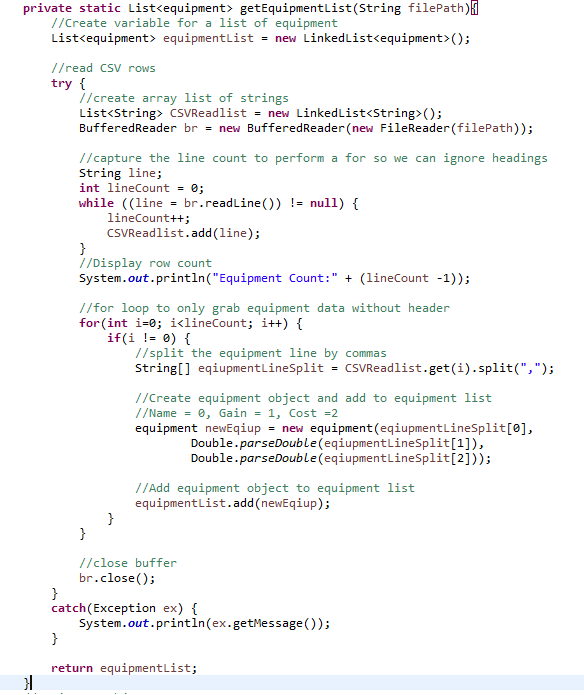 private static List<equipment> getEquipmentList(String filePath){
//Create variable for a list of equipment
List<equipment> equipmentList = new LinkedList<equipment>();
//read CSV rows
try {
//create array list of strings
List<String> CSVReadlist = new LinkedList<String>();
BufferedReader br = new BufferedReader(new FileReader(filePath));
//capture the line count to perform a for so we can ignore headings
String line;
int lineCount = 0;
while ((line = br.readLine()) != null) {
lineCount++;
CSVReadlist.add(line);
}
//Display row count
System.out.println("Equipment Count:" + (lineCount -1));
//for loop to only grab equipment data without header
for(int i=0; i<lineCount; i++) {
if(i != 0) {
//split the equipment line by commas
String[] eqiupmentLineSplit = CSVReadlist.get(i).split(",");
//Create equipment object and add to equipment list
//Name = 0, Gain = 1, Cost =2
equipment newEqiup = new equipment(eqiupmentLineSplit[0],
Double.parseDouble(eqiupmentLineSplit[1]),
Double.parseDouble(eqiupmentLineSplit[2]));
//Add equipment object to equipment list
equipmentList.add(newEqiup);
}
}
//close buffer
br.close();
}
catch(Exception ex) {
System.out.println(ex.getMessage());
}
return equipmentList;
}